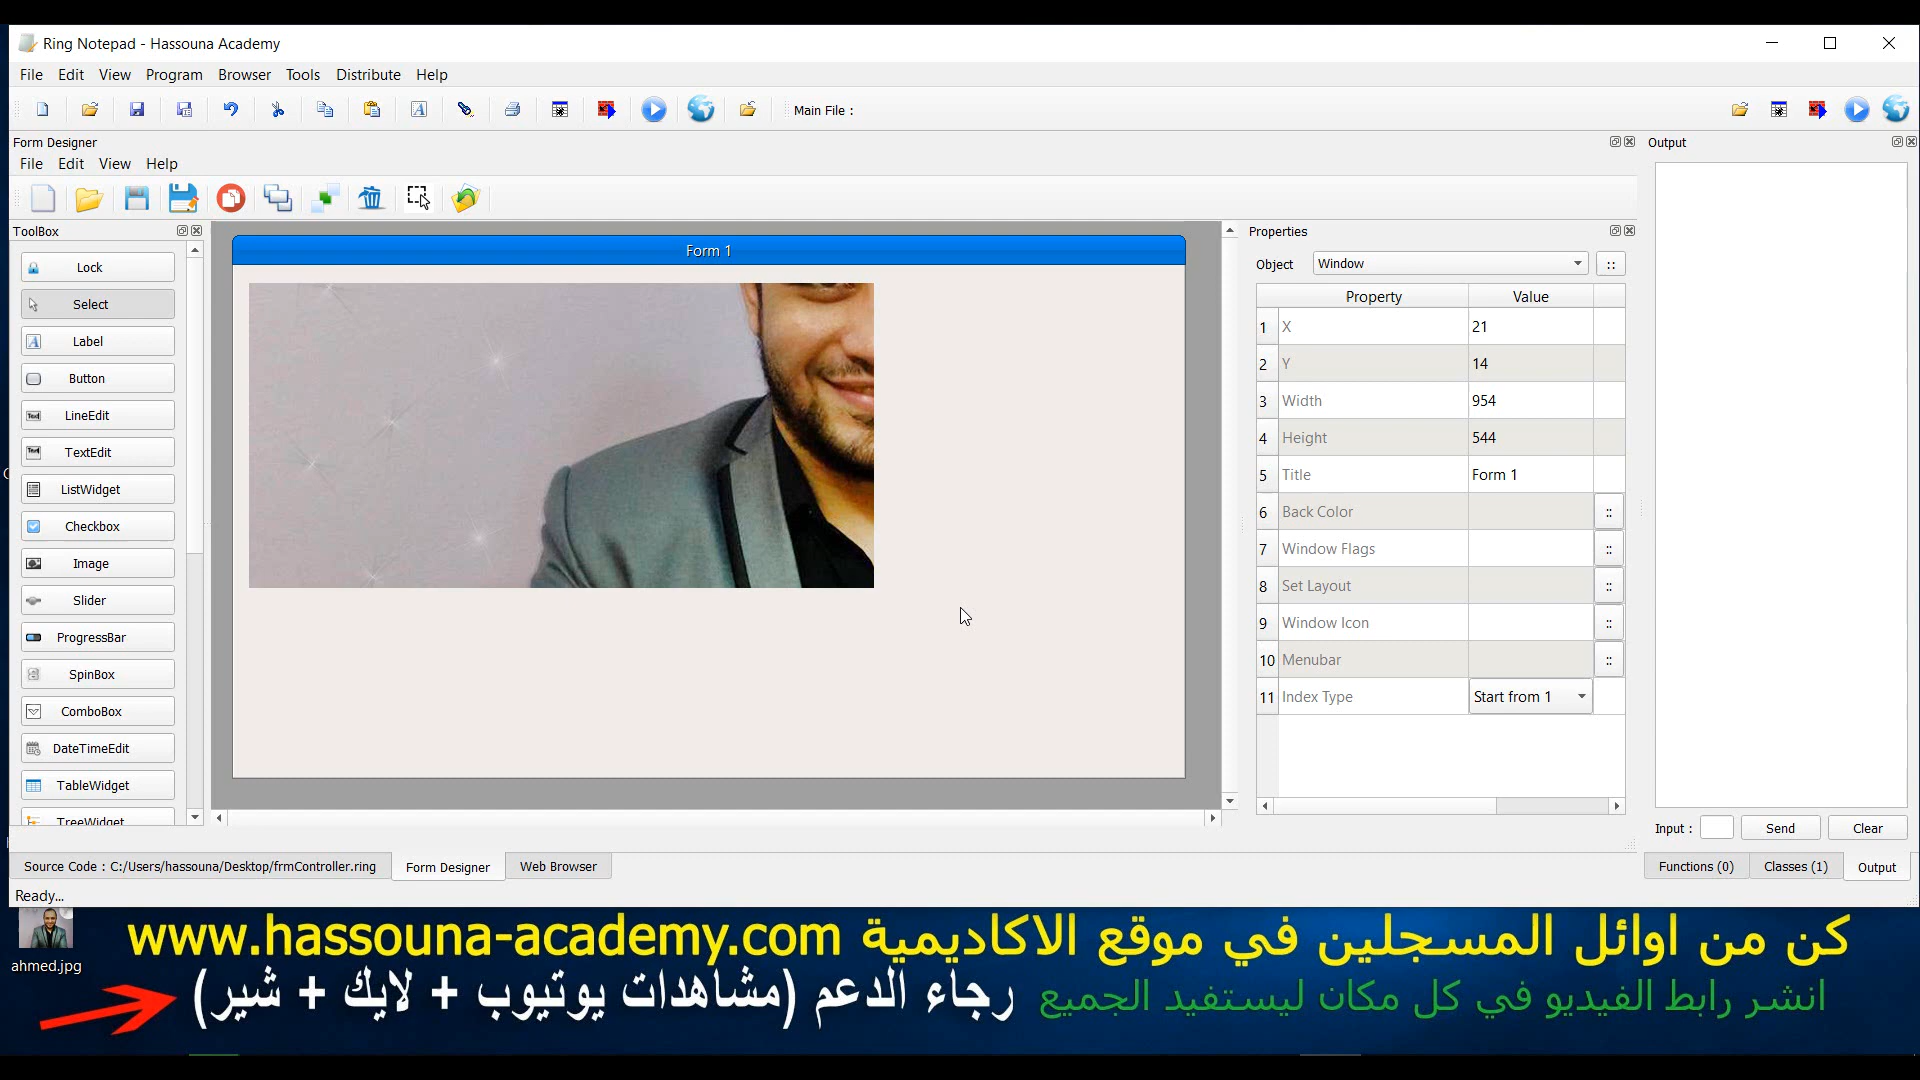 Ring Notepad - Hassouna Academy
File Edit View Program Browser Tools Distribute Help
Main File :
Form Designer
File Edit View Help
Output
ToolBox
Lock
Select
Label
Button
LineEdit
TextEdit
ListWidget
Checkbox
Image
Slider
ProgressBar
SpinBox
ComboBox
DateTimeEdit
TableWidget
TreeWidget
Form 1
Properties
Object Window ::
Property Value
1 X 21
2 Y 14
3 Width 954
4 Height 544
5 Title Form 1
6 Back Color ::
7 Window Flags ::
8 Set Layout ::
9 Window Icon ::
10 Menubar ::
11 Index Type Start from 1
Input : Send Clear
Source Code : C:/Users/hassouna/Desktop/frmController.ring Form Designer Web Browser
Functions (0) Classes (1) Output
Ready...
ahmed.jpg
كن من اوائل المسجلين في موقع الاكاديمية www.hassouna-academy.com
انشر رابط الفيديو في كل مكان ليستفيد الجميع رجاء الدعم (مشاهدات يوتيوب + لايك + شير)